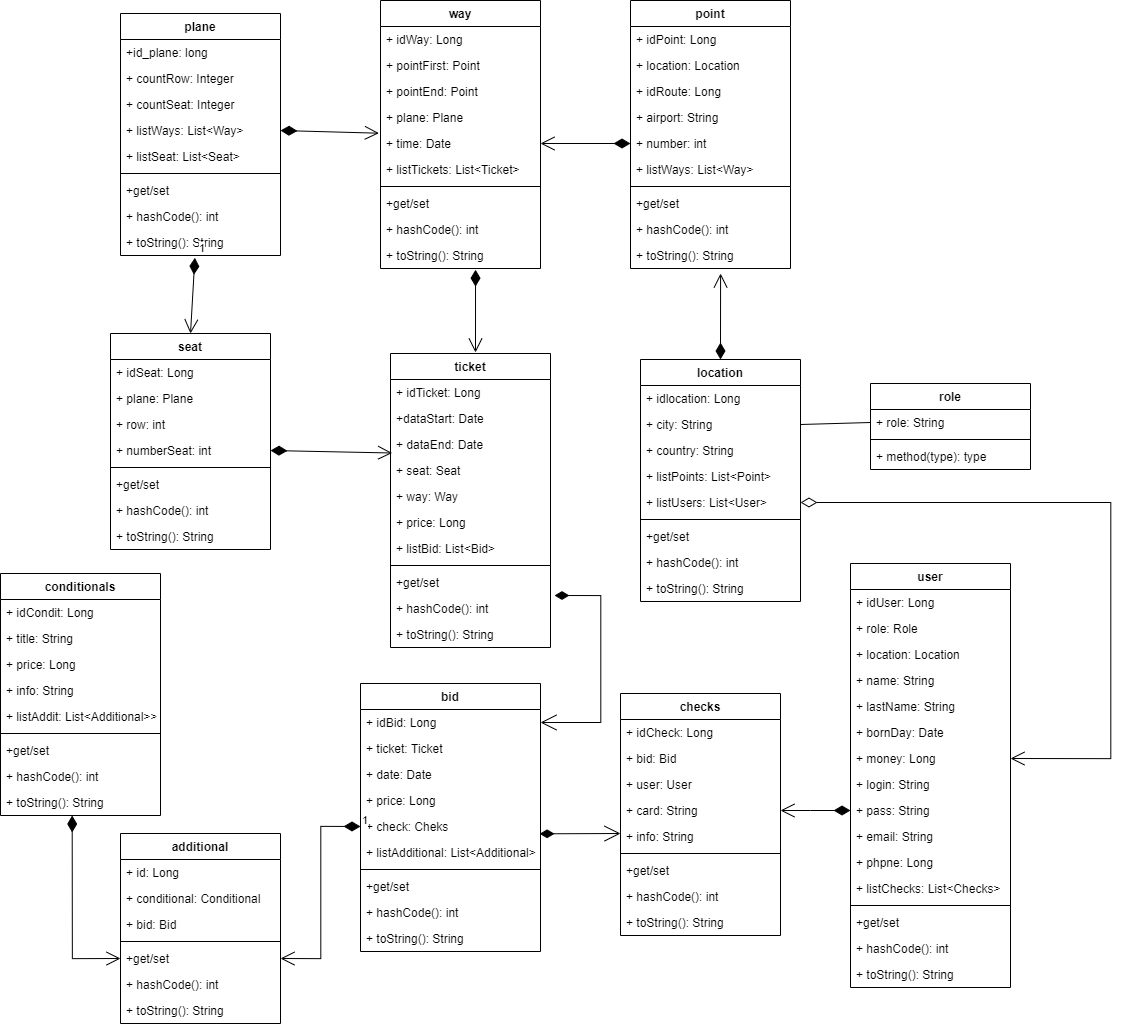 plane
+id_plane: long
+ countRow: Integer
+ countSeat: Integer
+ listWays: List<Way>
+ listSeat: List<Seat>
+get/set
+ hashCode(): int
+ toString(): String
1
way
+ idWay: Long
+ pointFirst: Point
+ pointEnd: Point
+ plane: Plane
+ time: Date
+ listTickets: List<Ticket>
+get/set
+ hashCode(): int
+ toString(): String
point
+ idPoint: Long
+ location: Location
+ idRoute: Long
+ airport: String
+ number: int
+ listWays: List<Way>
+get/set
+ hashCode(): int
+ toString(): String
seat
+ idSeat: Long
+ plane: Plane
+ row: int
+ numberSeat: int
+get/set
+ hashCode(): int
+ toString(): String
ticket
+ idTicket: Long
+dataStart: Date
+ dataEnd: Date
+ seat: Seat
+ way: Way
+ price: Long
+ listBid: List<Bid>
+get/set
+ hashCode(): int
+ toString(): String
location
+ idlocation: Long
+ city: String
+ country: String
+ listPoints: List<Point>
+ listUsers: List<User>
+get/set
+ hashCode(): int
+ toString(): String
role
+ role: String
+ method(type): type
conditionals
+ idCondit: Long
+ title: String
+ price: Long
+ info: String
+ listAddit: List<Additional>>
+get/set
+ hashCode(): int
+ toString(): String
user
+ idUser: Long
+ role: Role
+ location: Location
+ name: String
+ lastName: String
+ bornDay: Date
+ money: Long
+ login: String
+ pass: String
+ email: String
+ phpne: Long
+ listChecks: List<Checks>
+get/set
+ hashCode(): int
+ toString(): String
bid
+ idBid: Long
+ ticket: Ticket
+ date: Date
+ price: Long
1
+ check: Cheks
+ listAdditional: List<Additional>
+get/set
+ hashCode(): int
+ toString(): String
checks
+ idCheck: Long
+ bid: Bid
+ user: User
+ card: String
+ info: String
+get/set
+ hashCode(): int
+ toString(): String
additional
+ id: Long
+ conditional: Conditional
+ bid: Bid
+get/set
+ hashCode(): int
+ toString(): String